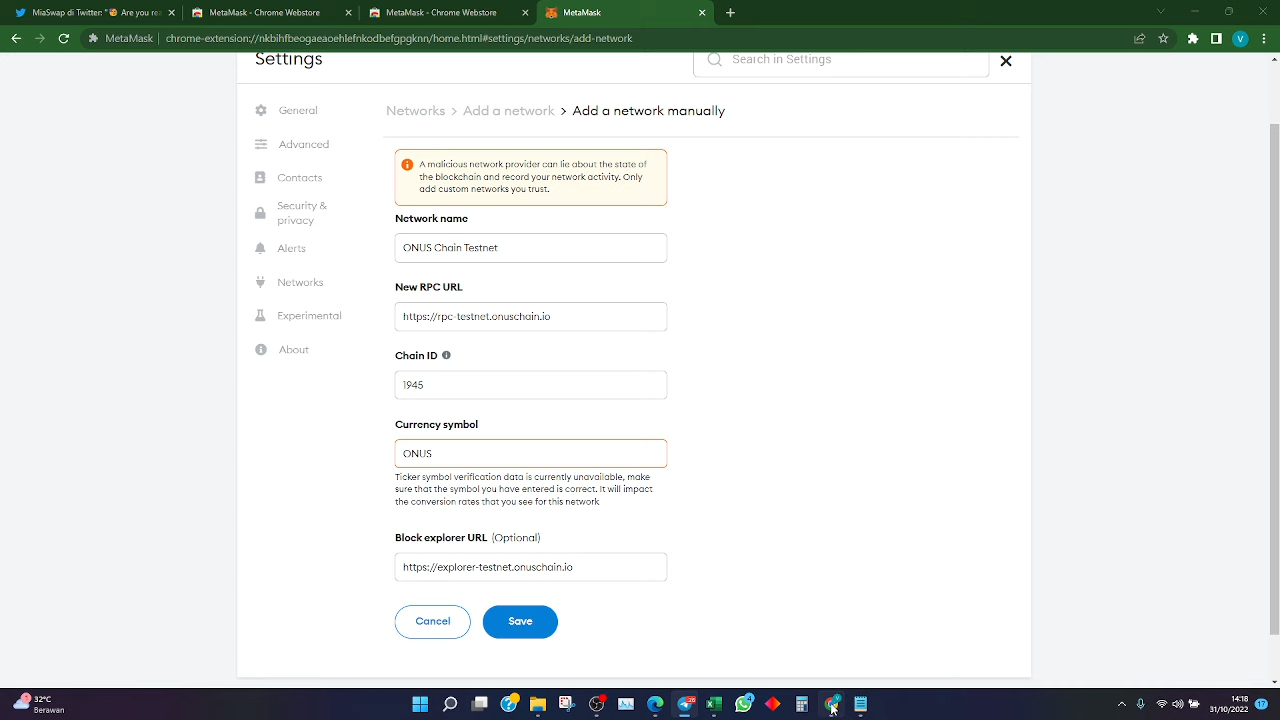 MiaSwap di Twitter "🤩 Are you rea
MetaMask - Chrome Webstore
MetaMask - Chrome Webstore
MetaMask
MetaMask
chrome-extension://nkbihfbeogaeaoehlefnkodbefgpgknn/home.html#settings/networks/add-network
V
Settings
Search in Settings
General
Advanced
Contacts
Security &
privacy
Alerts
Networks
Experimental
About
Networks > Add a network > Add a network manually
A malicious network provider can lie about the state of
the blockchain and record your network activity. Only
add custom networks you trust.
Network name
ONUS Chain Testnet
New RPC URL
https://rpc-testnet.onuschain.io
Chain ID
1945
Currency symbol
ONUS
Ticker symbol verification data is currently unavailable, make
sure that the symbol you have entered is correct. It will impact
the conversion rates that you see for this network
Block explorer URL (Optional)
https://explorer-testnet.onuschain.io
Cancel
Save
32°C
Berawan
14:18
31/10/2022